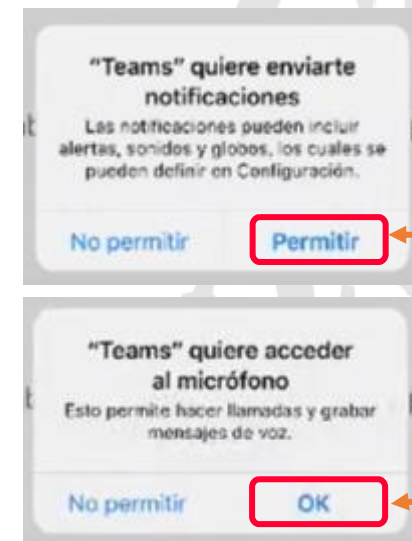 “Teams” quiere enviarte
notificaciones
Las notificaciones pueden incluir
alertas, sonidos y globos, los cuales se
pueden definir en Configuración.
No permitir Permitir
“Teams” quiere acceder
al micrófono
Esto permite hacer llamadas y grabar
mensajes de voz.
No permitir OK